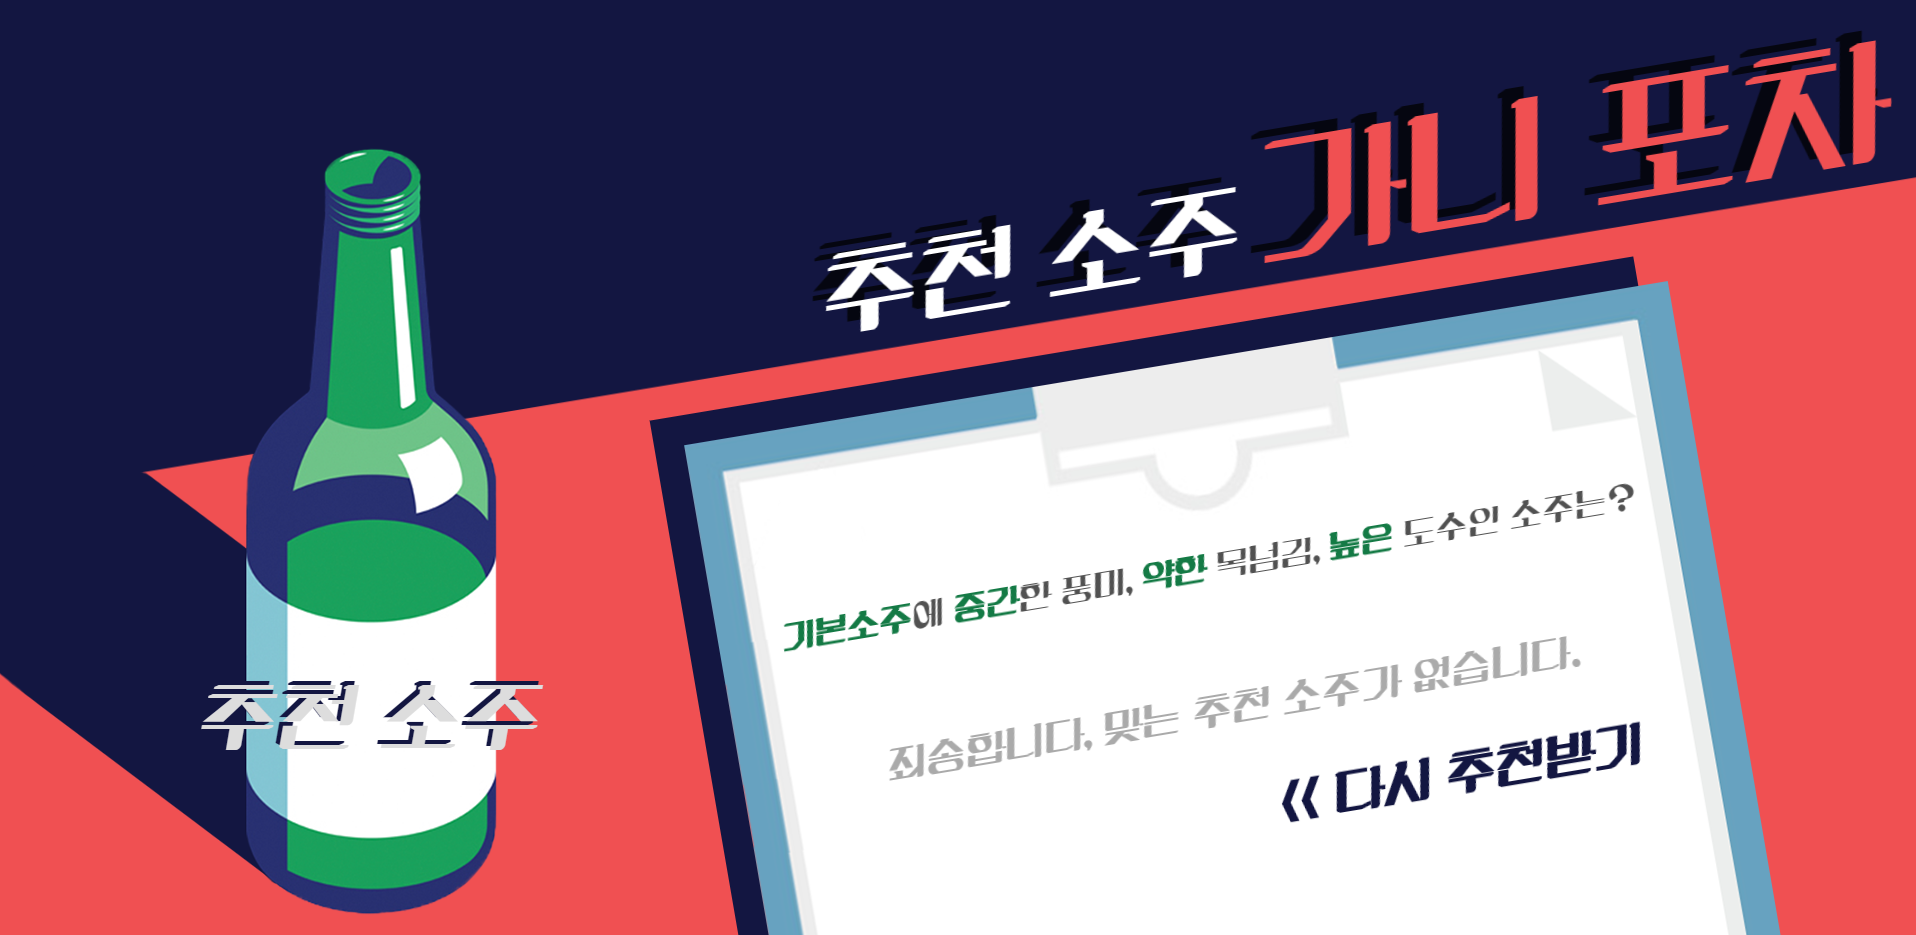 추천 소주 개니 포차
기본소주에 중간한 풍미, 약한 목넘김, 높은 도수인 소주는?
죄송합니다, 맞는 추천 소주가 없습니다.
《 다시 추천받기
추천 소주